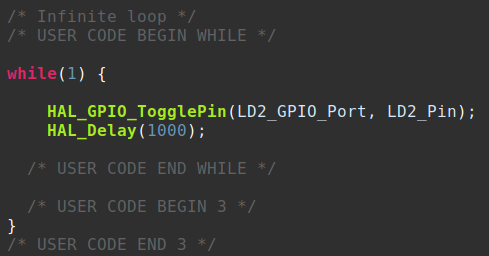 /* Infinite loop */
/* USER CODE BEGIN WHILE */
while(1) {
HAL_GPIO_TogglePin(LD2_GPIO_Port, LD2_Pin);
HAL_Delay(1000);
/* USER CODE END WHILE */
/* USER CODE BEGIN 3 */
}
/* USER CODE END 3 */